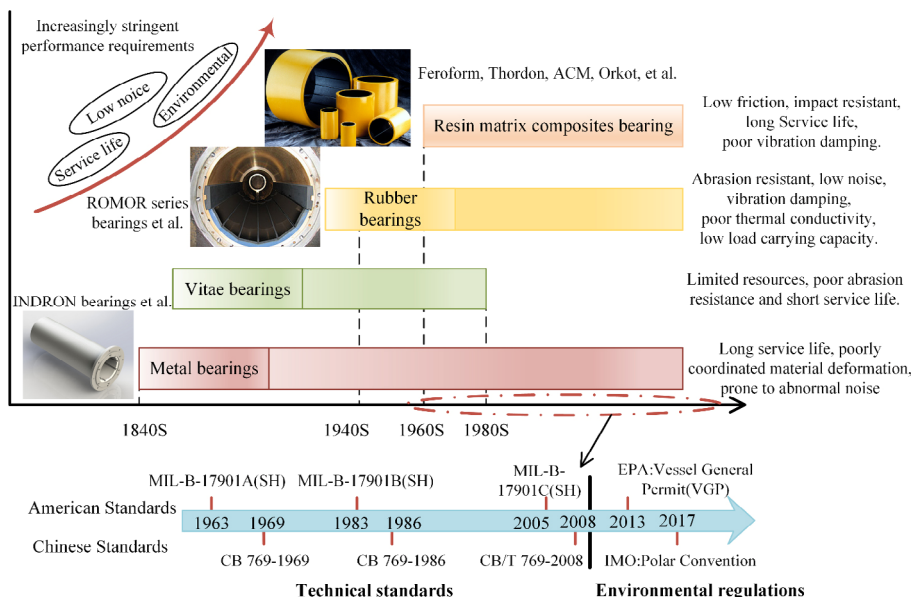 Increasingly stringent
performance requirements
Low noice
Environmental
Service life
Feroform, Thordon, ACM, Orkot, et al.
Resin matrix composites bearing
Low friction, impact resistant,
long Service life,
poor vibration damping.
ROMOR series
bearings et al.
Rubber
bearings
Abrasion resistant, low noise,
vibration damping,
poor thermal conductivity,
low load carrying capacity.
INDRON bearings et al.
Vitae bearings
Limited resources, poor abrasion
resistance and short service life.
Metal bearings
Long service life, poorly
coordinated material deformation,
prone to abnormal noise
1840S
1940S
1960S
1980S
MIL-B-17901A(SH)
MIL-B-17901B(SH)
MIL-B-
17901C(SH)
EPA:Vessel General
Permit(VGP)
American Standards
1963
1969
1983
1986
2005
2008
2013
2017
Chinese Standards
CB 769-1969
CB 769-1986
CB/T 769-2008
IMO:Polar Convention
Technical standards
Environmental regulations